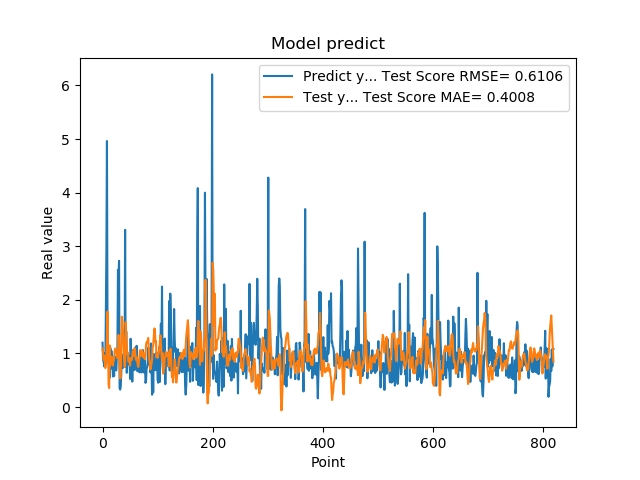 Model predict
Predict y... Test Score RMSE= 0.6106
Test y... Test Score MAE= 0.4008
Real value
6
5
4
3
2
1
0
0 200 400 600 800
Point